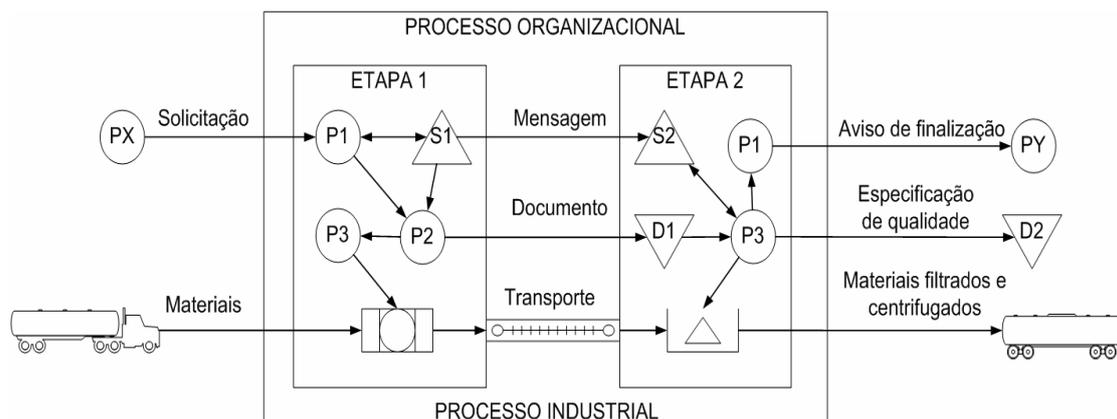 PROCESSO ORGANIZACIONAL
ETAPA 1
ETAPA 2
PX
Solicitação
P1
S1
Mensagem
S2
P1
Aviso de finalização
PY
P3
P2
Documento
D1
P3
Especificação
de qualidade
D2
Materiais
Transporte
Materiais filtrados e
centrifugados
PROCESSO INDUSTRIAL